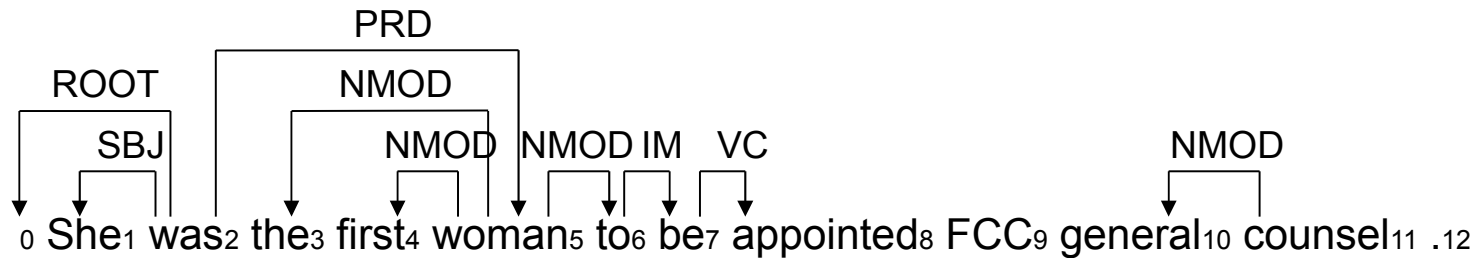 PRD
ROOT NMOD
SBJ NMOD NMOD IM VC NMOD
0 She1 was2 the3 first4 woman5 to6 be7 appointed8 FCC9 general10 counsel11 .12